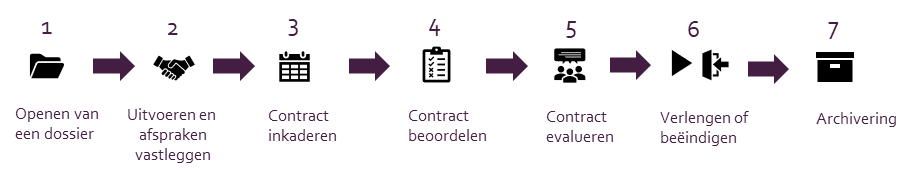 1
Openen van
een dossier
2
Uitvoeren en
afspraken
vastleggen
3
Contract
inkaderen
4
Contract
beoordelen
5
Contract
evalueren
6
Verlengen of
beëindigen
7
Archivering